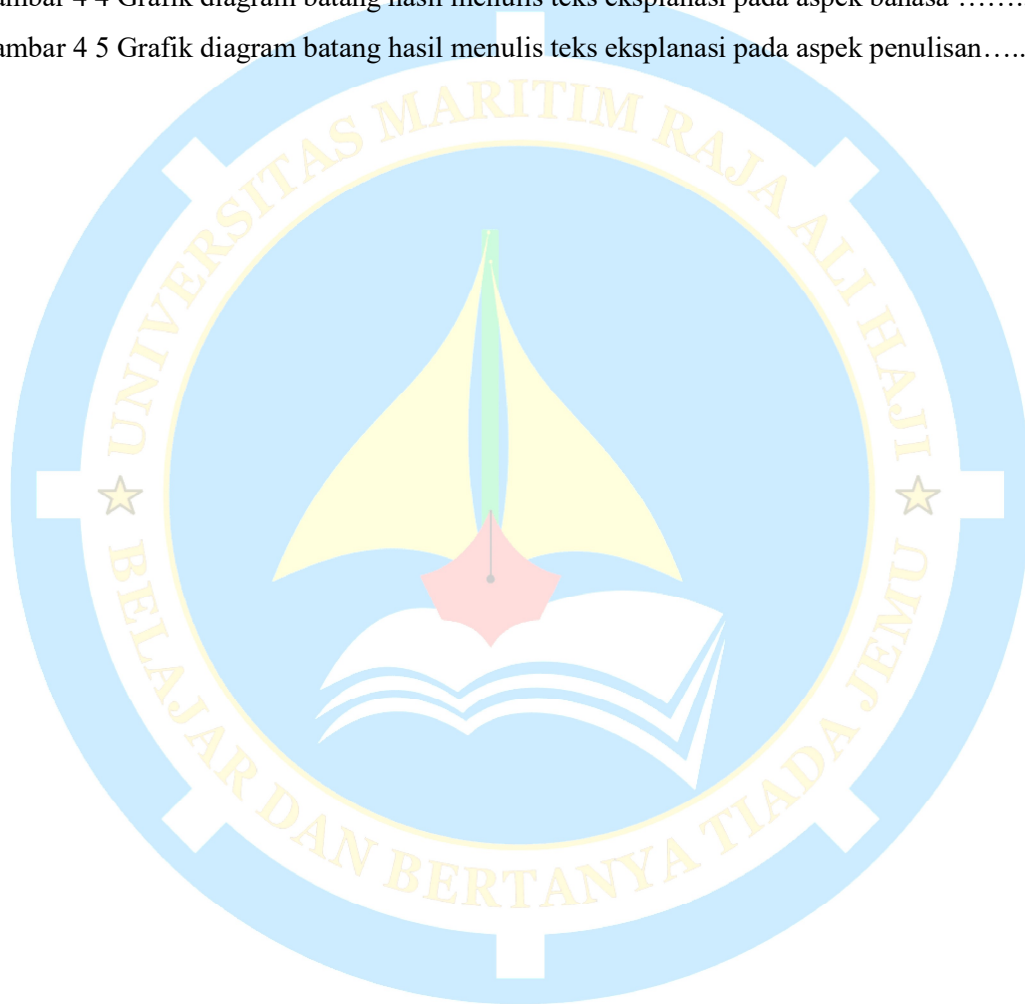 ambar 4 4 Grafik diagram batang hasil menulis teks eksplanasi pada aspek bahasa ……..
ambar 4 5 Grafik diagram batang hasil menulis teks eksplanasi pada aspek penulisan…..
UNIVERSITAS MARITIM RAJA ALI HAJI
BELAJAR DAN BERTANYA TIADA JEMU